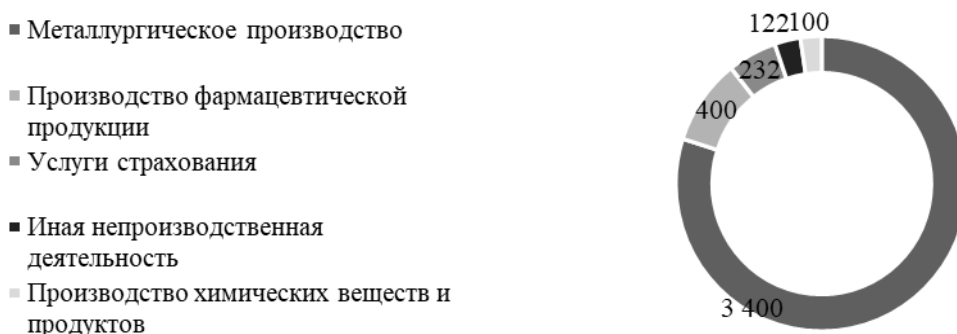 Металлургическое производство
Производство фармацевтической
продукции
Услуги страхования
Иная непроизводственная
деятельность
Производство химических веществ и
продуктов
122 100
232
400
3 400